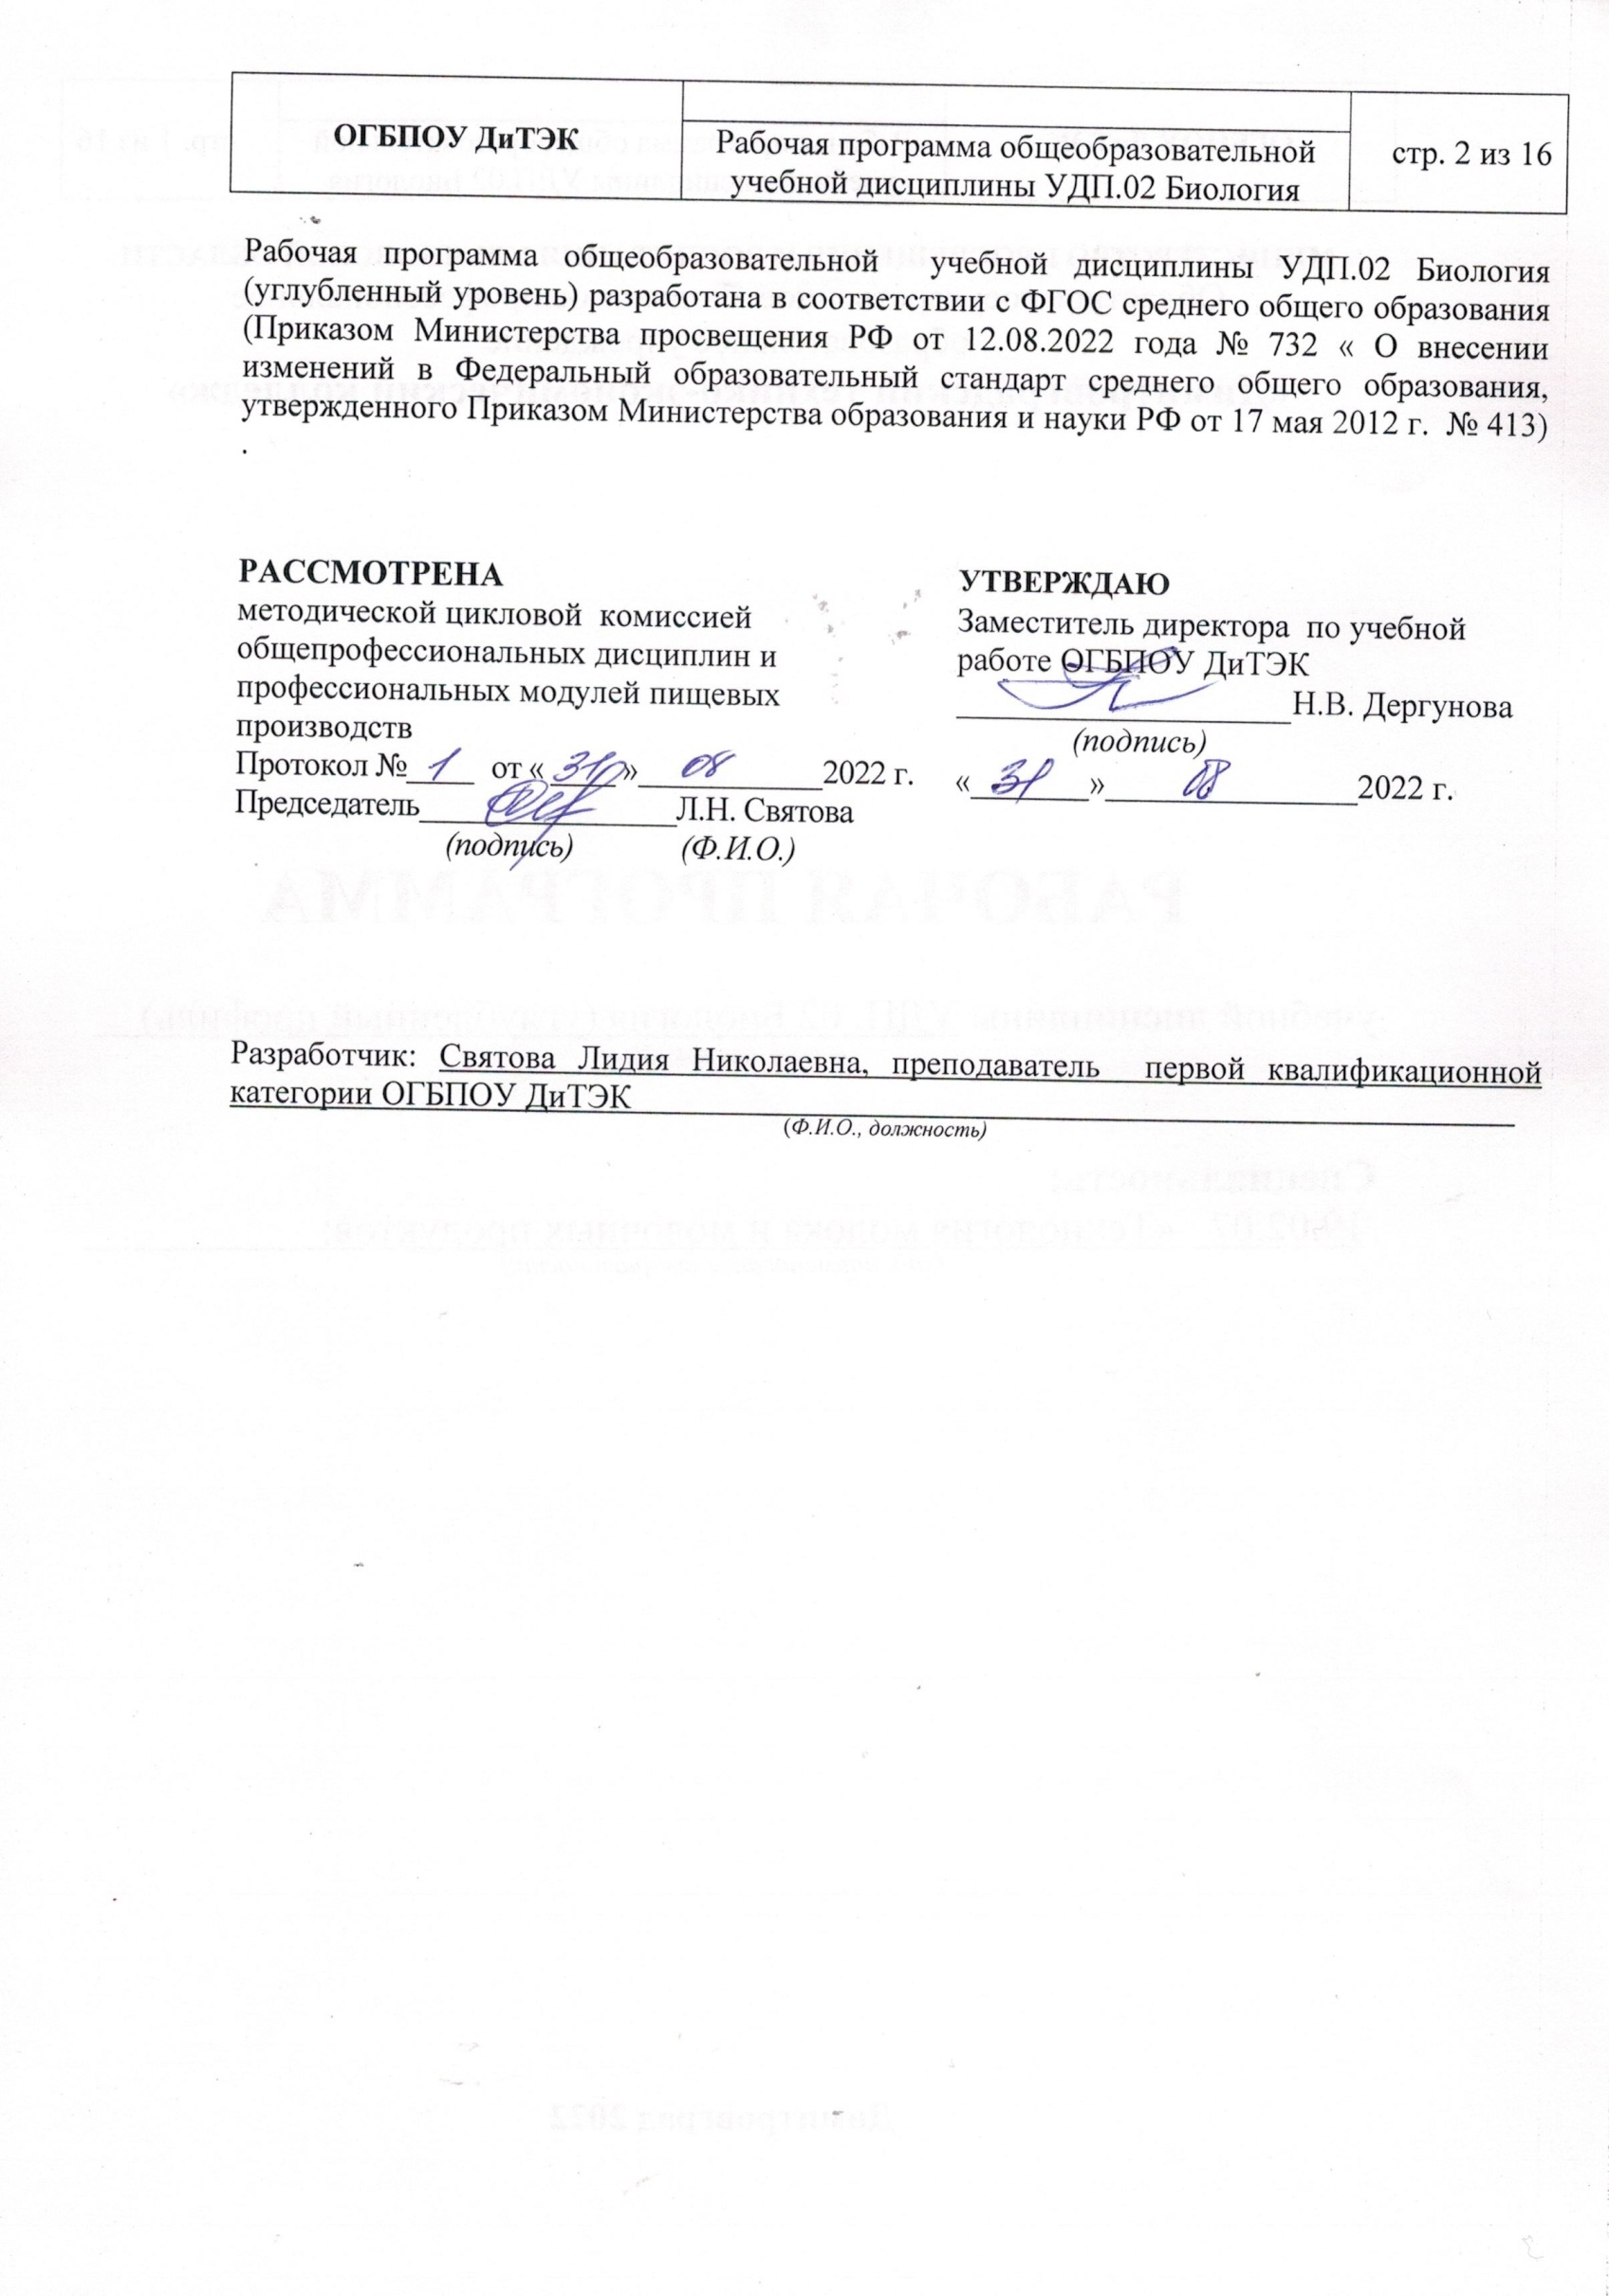 ОГБПОУ ДиТЭК
Рабочая программа общеобразовательной
учебной дисциплины УДП.02 Биология
стр. 2 из 16
Рабочая программа общеобразовательной учебной дисциплины УДП.02 Биология
(углубленный уровень) разработана в соответствии с ФГОС среднего общего образования
(Приказом Министерства просвещения РФ от 12.08.2022 года № 732 « О внесении
изменений в Федеральный образовательный стандарт среднего общего образования,
утвержденного Приказом Министерства образования и науки РФ от 17 мая 2012 г. № 413)
.
РАССМОТРЕНА
методической цикловой комиссией
общепрофессиональных дисциплин и
профессиональных модулей пищевых
производств
Протокол № 1 от « 31 » 08 2022 г.
Председатель Л.Н. Святова
(подпись) (Ф.И.О.)
УТВЕРЖДАЮ
Заместитель директора по учебной
работе ОГБПОУ ДиТЭК
Н.В. Дергунова
(подпись)
« 31 » 08 2022 г.
Разработчик: Святова Лидия Николаевна, преподаватель первой квалификационной
категории ОГБПОУ ДиТЭК
(Ф.И.О., должность)